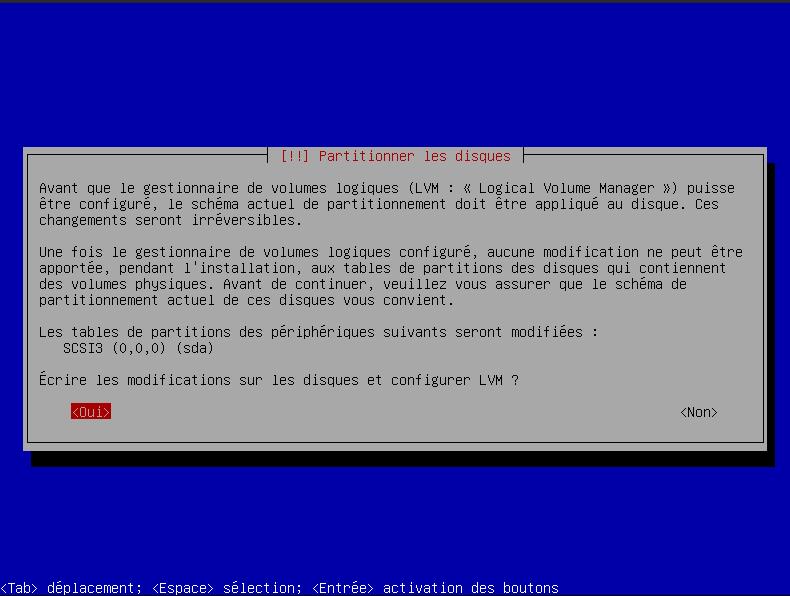 [!!] Partitionner les disques
Avant que le gestionnaire de volumes logiques (LVM : « Logical Volume Manager ») puisse
être configuré, le schéma actuel de partitionnement doit être appliqué au disque. Ces
changements seront irréversibles.
Une fois le gestionnaire de volumes logiques configuré, aucune modification ne peut être
apportée, pendant l'installation, aux tables de partitions des disques qui contiennent
des volumes physiques. Avant de continuer, veuillez vous assurer que le schéma de
partitionnement actuel de ces disques vous convient.
Les tables de partitions des périphériques suivants seront modifiées :
SCSI3 (0,0,0) (sda)
Écrire les modifications sur les disques et configurer LVM ?
<Oui> <Non>
<Tab> déplacement; <Espace> sélection; <Entrée> activation des boutons